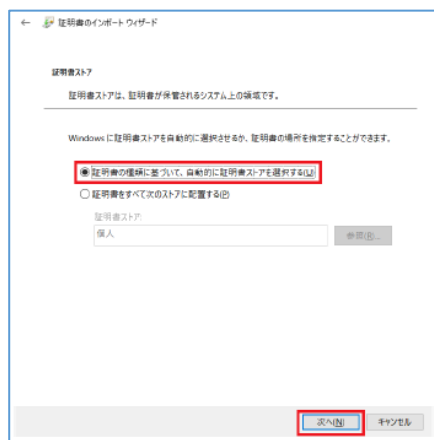 証明書のインポート ウィザード
証明書ストア
証明書ストアは、証明書が保管されるシステム上の領域です。
Windows に証明書ストアを自動的に選択させるか、証明書の場所を指定することができます。
証明書の種類に基づいて、自動的に証明書ストアを選択する(U)
証明書をすべて次のストアに配置する(P)
証明書ストア:
個人
参照(R)...
次へ(N)
キャンセル